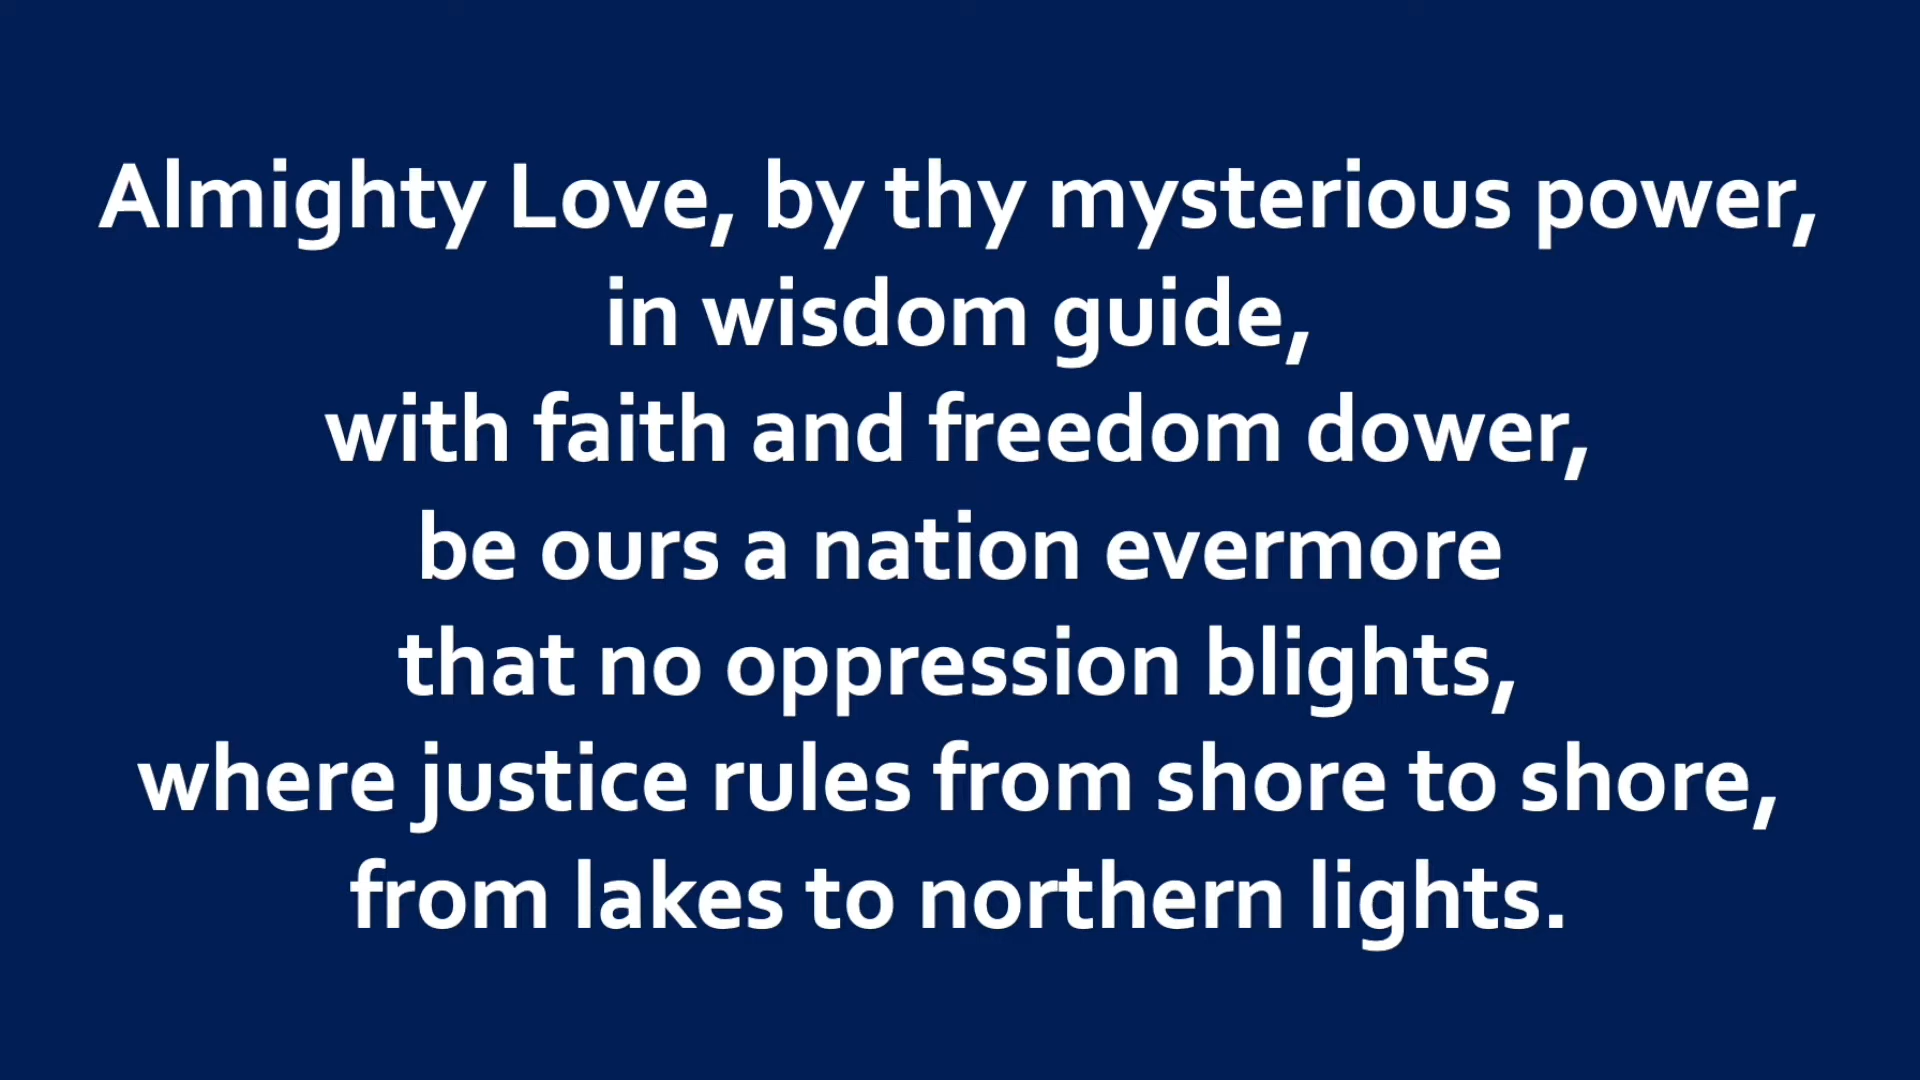 Almighty Love, by thy mysterious power,
in wisdom guide,
with faith and freedom dower,
be ours a nation evermore
that no oppression blights,
where justice rules from shore to shore,
from lakes to northern lights.